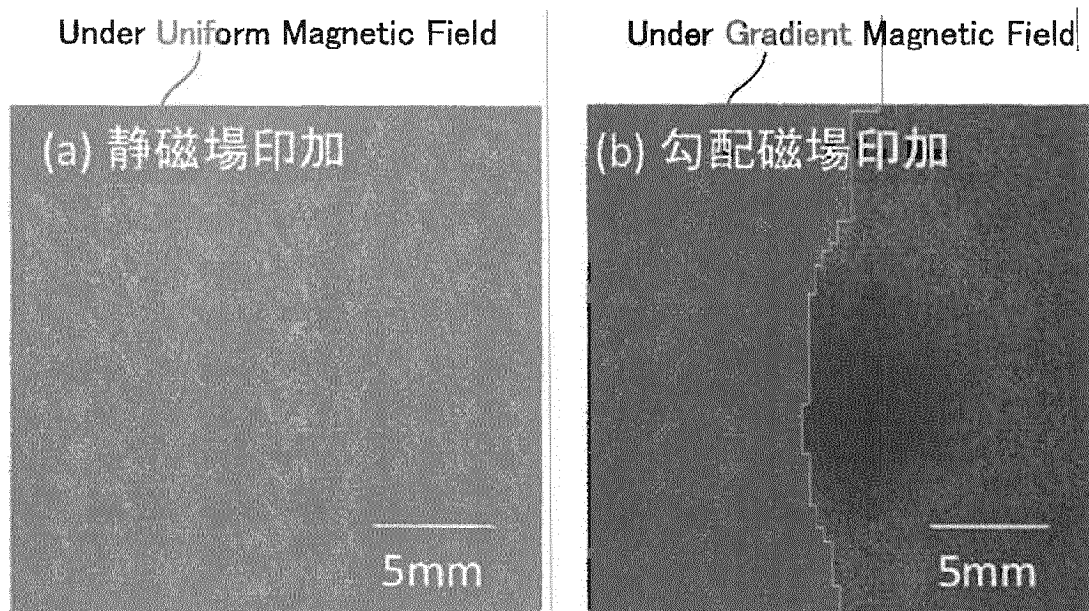 Under Uniform Magnetic Field
(a) 静磁場印加
5mm
Under Gradient Magnetic Field
(b) 勾配磁場印加
5mm